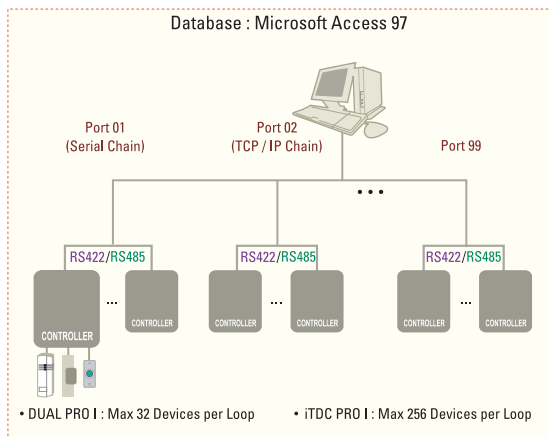 Database : Microsoft Access 97
Port 01
(Serial Chain)
Port 02
(TCP / IP Chain)
Port 99
...
RS422/RS485
RS422/RS485
RS422/RS485
...
...
...
CONTROLLER
CONTROLLER
CONTROLLER
CONTROLLER
CONTROLLER
CONTROLLER
• DUAL PRO I : Max 32 Devices per Loop
• iTDC PRO I : Max 256 Devices per Loop